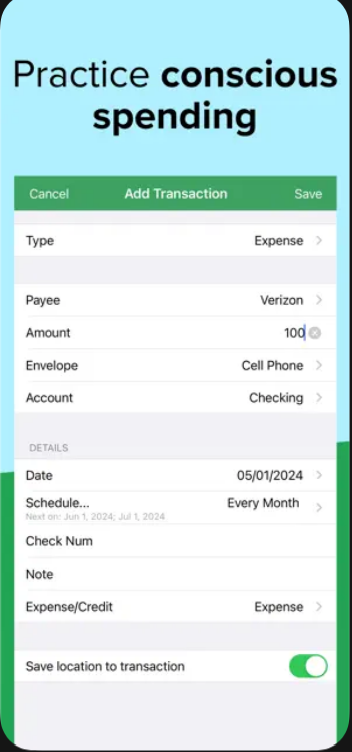 Practice conscious
spending
Cancel Add Transaction Save
Type Expense
Payee Verizon
Amount 100
Envelope Cell Phone
Account Checking
DETAILS
Date 05/01/2024
Schedule... Every Month
Next on: Jun 1, 2024; Jul 1, 2024
Check Num
Note
Expense/Credit Expense
Save location to transaction